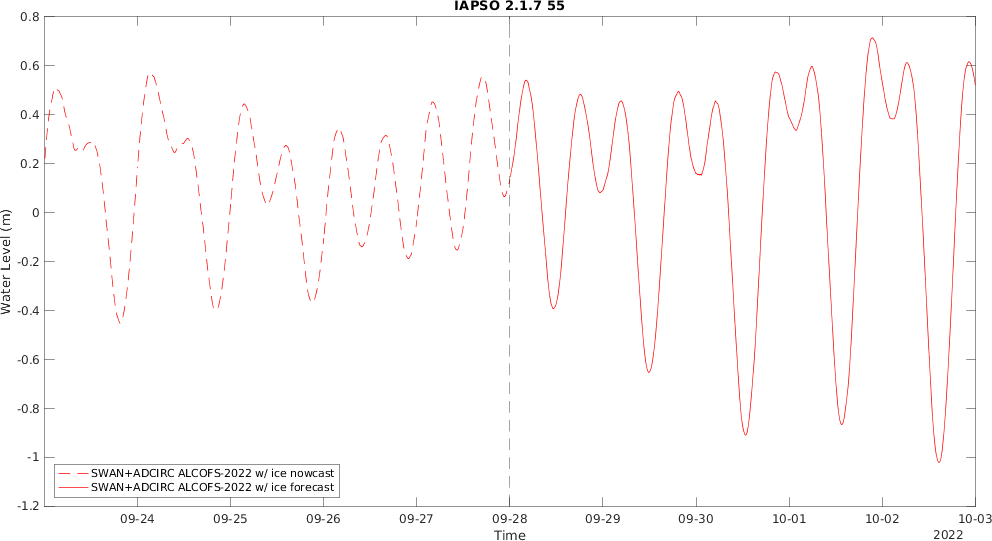 IAPSO 2.1.7 55
0.8
0.6
0.4
0.2
0
-0.2
-0.4
-0.6
-0.8
-1
-1.2
Water Level (m)
SWAN+ADCIRC ALCOFS-2022 w/ ice nowcast
SWAN+ADCIRC ALCOFS-2022 w/ ice forecast
09-24 09-25 09-26 09-27 09-28 09-29 09-30 10-01 10-02 10-03
Time
2022